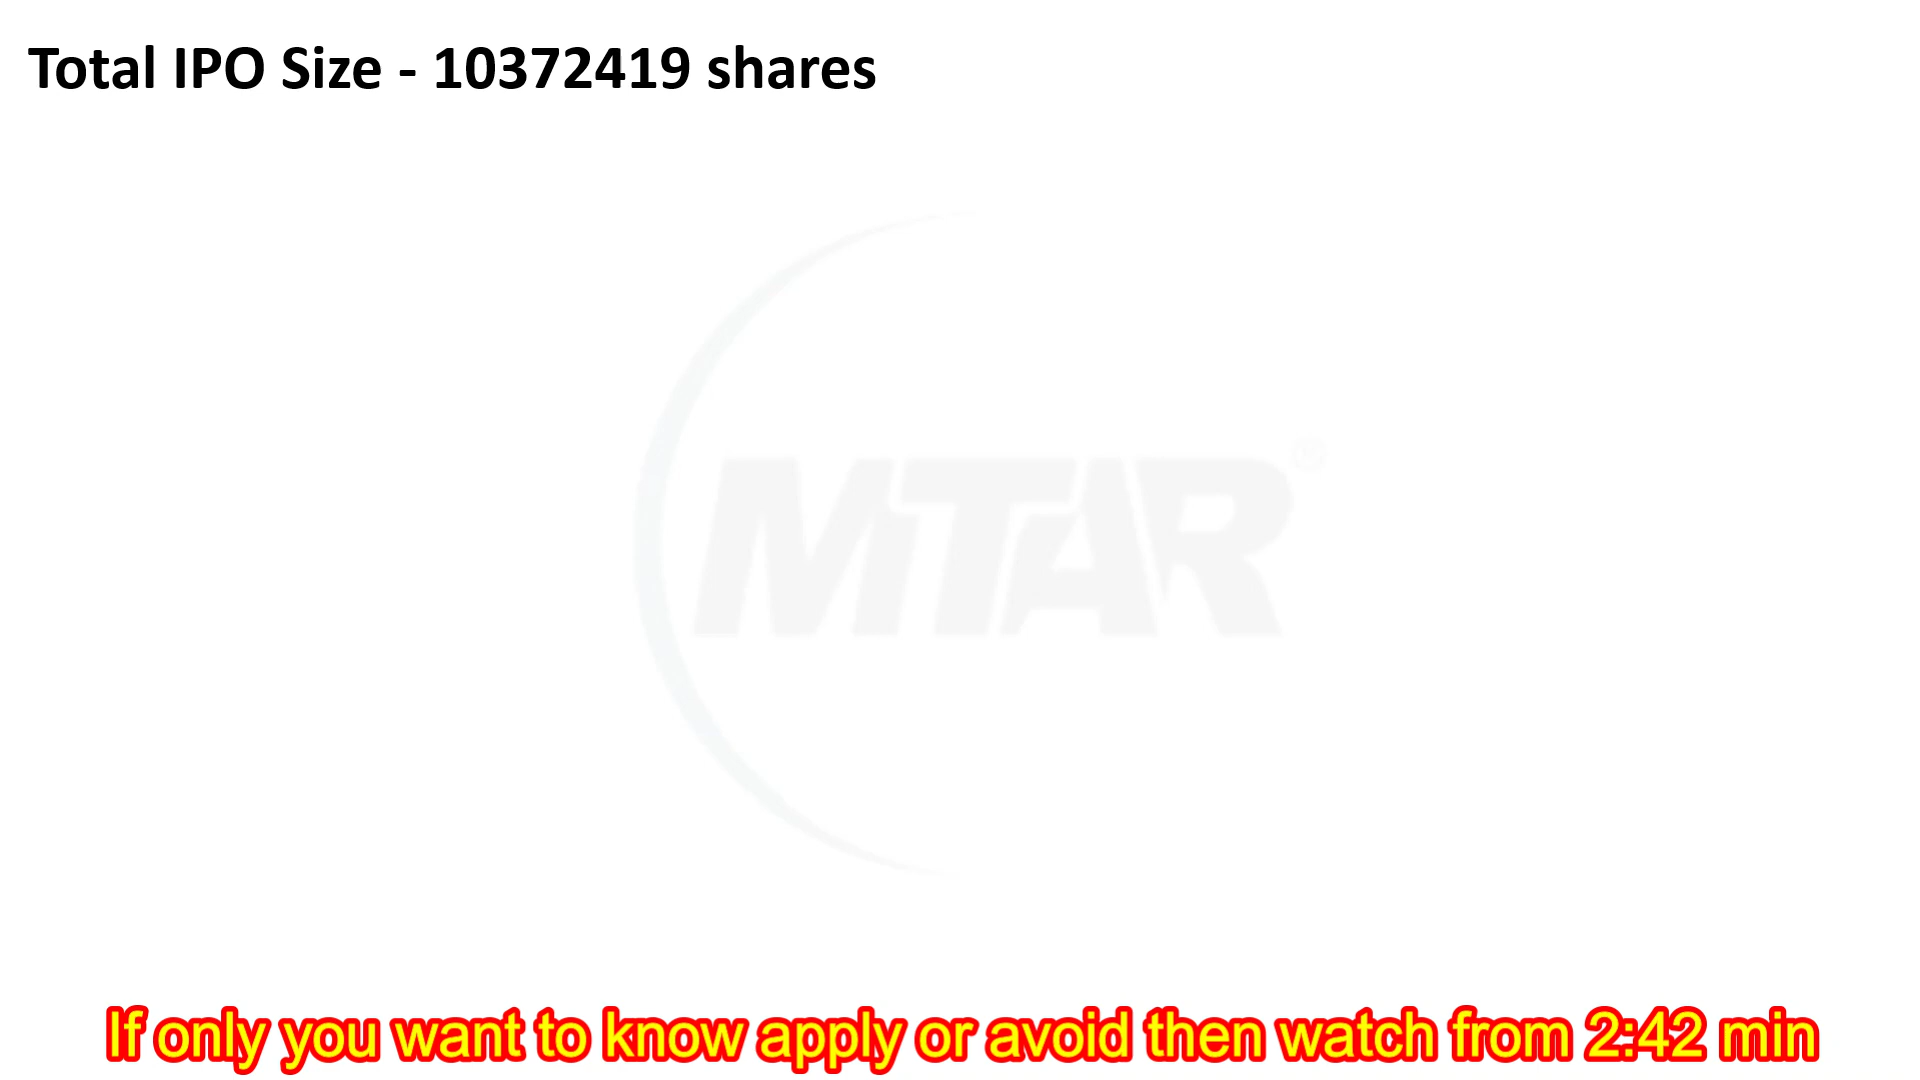 Total IPO Size - 10372419 shares
MTAR
If only you want to know apply or avoid then watch from 2:42 min